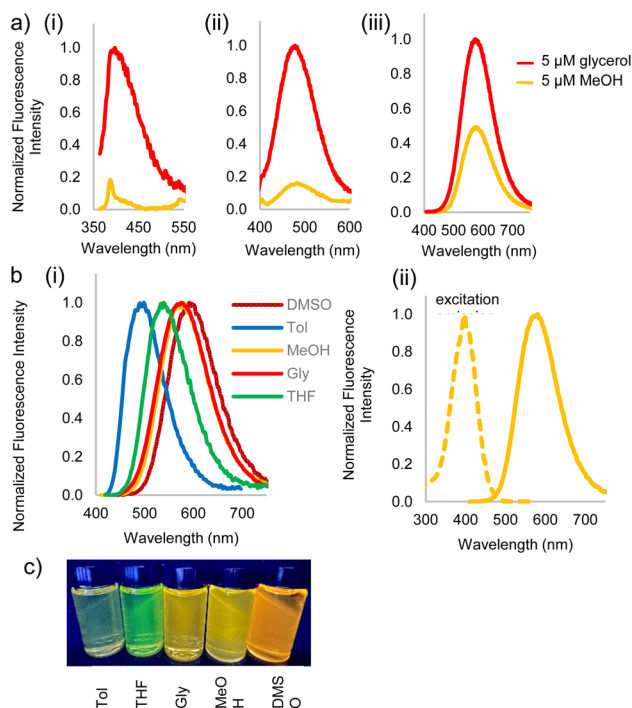 a) (i) (ii) (iii)
Normalized Fluorescence
Intensity
1.0
0.8
0.6
0.4
0.2
0.0
350 450 550
Wavelength (nm)
1.0
0.8
0.6
0.4
0.2
0.0
400 500 600
Wavelength (nm)
1.0
0.8
0.6
0.4
0.2
0.0
400 500 600 700
Wavelength (nm)
5 µM glycerol
5 µM MeOH
b (i) (ii)
Normalized Fluorescence Intensity
1.0
0.8
0.6
0.4
0.2
0.0
400 500 600 700
Wavelength (nm)
DMSO
Tol
MeOH
Gly
THF
Normalized Fluorescence
Intensity
excitation
1.0
0.8
0.6
0.4
0.2
0.0
300 400 500 600 700
Wavelength (nm)
c)
Tol
THF
Gly
MeO
H
DMS
O